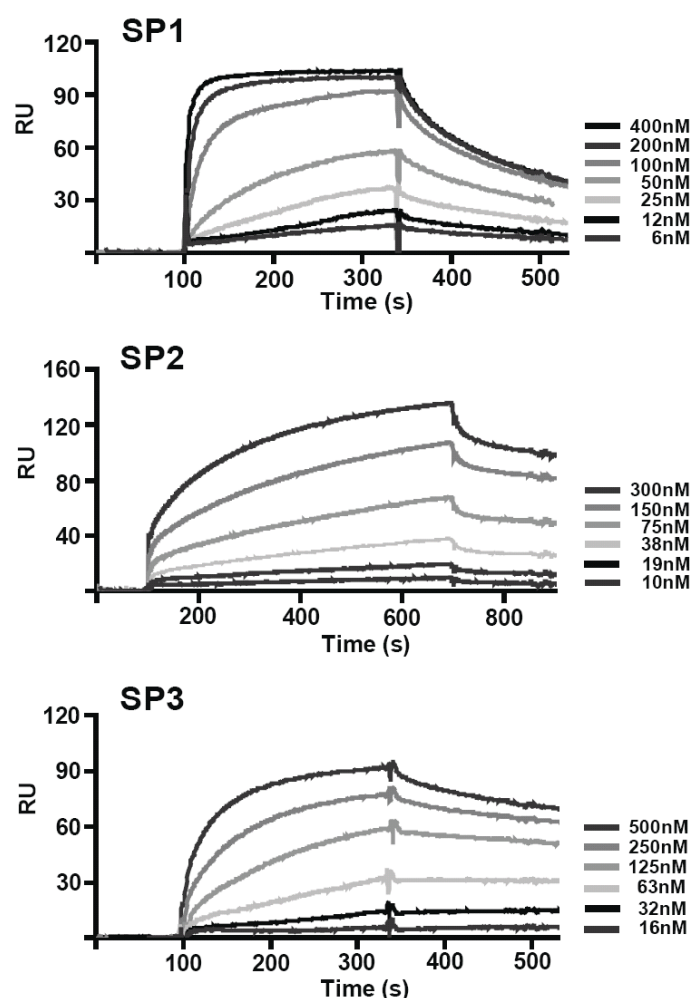 SP1
120
90
60
30
RU
100 200 300 400 500
Time (s)
400nM
200nM
100nM
50nM
25nM
12nM
6nM
SP2
160
120
80
40
RU
200 400 600 800
Time (s)
300nM
150nM
75nM
38nM
19nM
10nM
SP3
120
90
60
30
RU
100 200 300 400 500
Time (s)
500nM
250nM
125nM
63nM
32nM
16nM